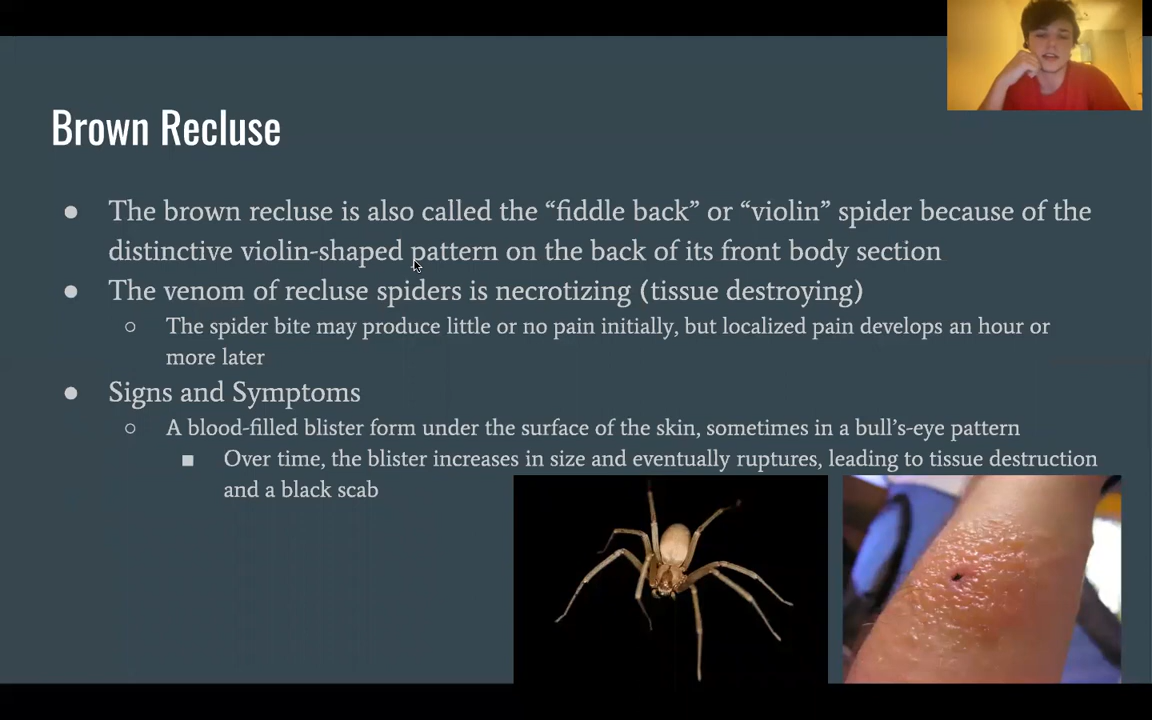 Brown Recluse
The brown recluse is also called the “fiddle back” or “violin” spider because of the
distinctive violin-shaped pattern on the back of its front body section
The venom of recluse spiders is necrotizing (tissue destroying)
The spider bite may produce little or no pain initially, but localized pain develops an hour or
more later
Signs and Symptoms
A blood-filled blister form under the surface of the skin, sometimes in a bull’s-eye pattern
Over time, the blister increases in size and eventually ruptures, leading to tissue destruction
and a black scab